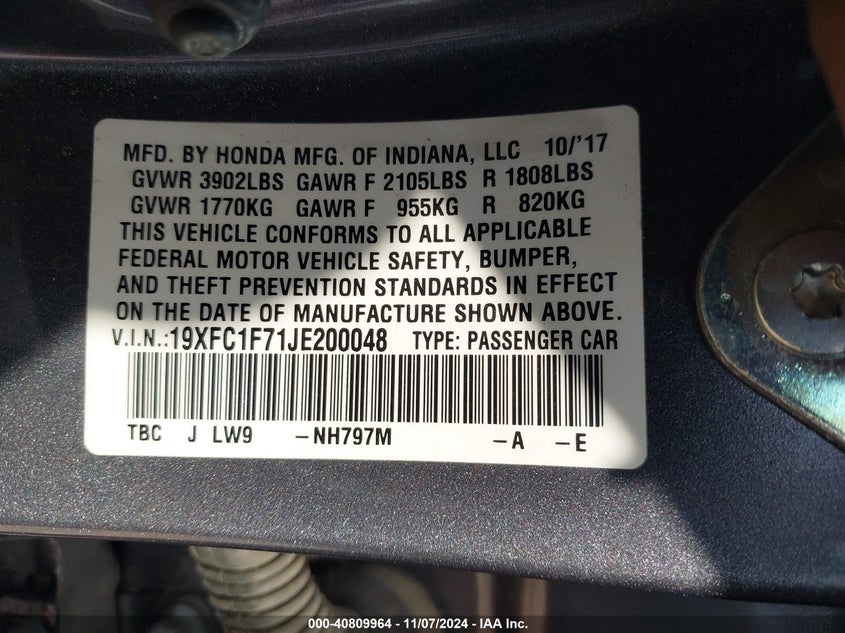 MFD. BY HONDA MFG. OF INDIANA, LLC 10/'17
GVWR 3902LBS GAWR F 2105LBS R 1808LBS
GVWR 1770KG GAWR F 955KG R 820KG
THIS VEHICLE CONFORMS TO ALL APPLICABLE
FEDERAL MOTOR VEHICLE SAFETY, BUMPER,
AND THEFT PREVENTION STANDARDS IN EFFECT
ON THE DATE OF MANUFACTURE SHOWN ABOVE.
V.I.N.:19XFC1F71JE200048 TYPE: PASSENGER CAR
TBC J LW9 –NH797M –A –E
000-40809964 - 11/07/2024 - IAA Inc.